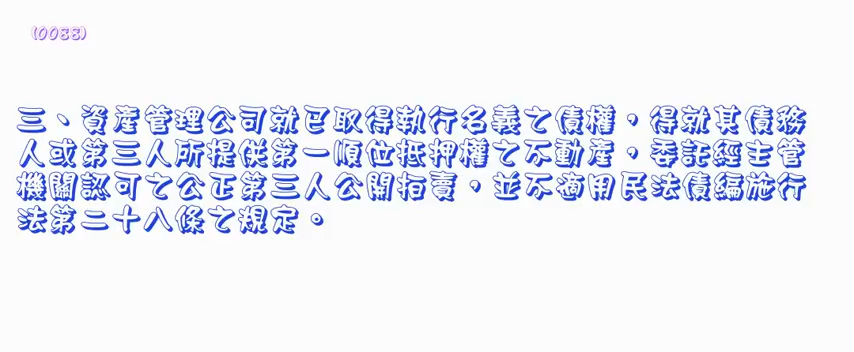 (0088)
三、資產管理公司就已取得執行名義之債權，得就其債務
人或第三人所提供第一順位抵押權之不動產，委託經主管
機關認可之公正第三人公開拍賣，並不適用民法債編施行
法第二十八條之規定。